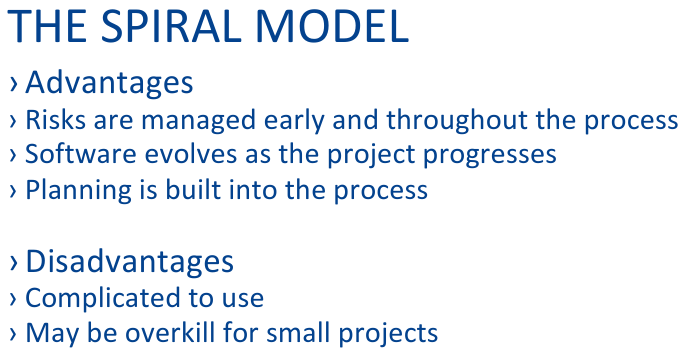 THE SPIRAL MODEL
› Advantages
› Risks are managed early and throughout the process
› Software evolves as the project progresses
› Planning is built into the process
› Disadvantages
› Complicated to use
› May be overkill for small projects